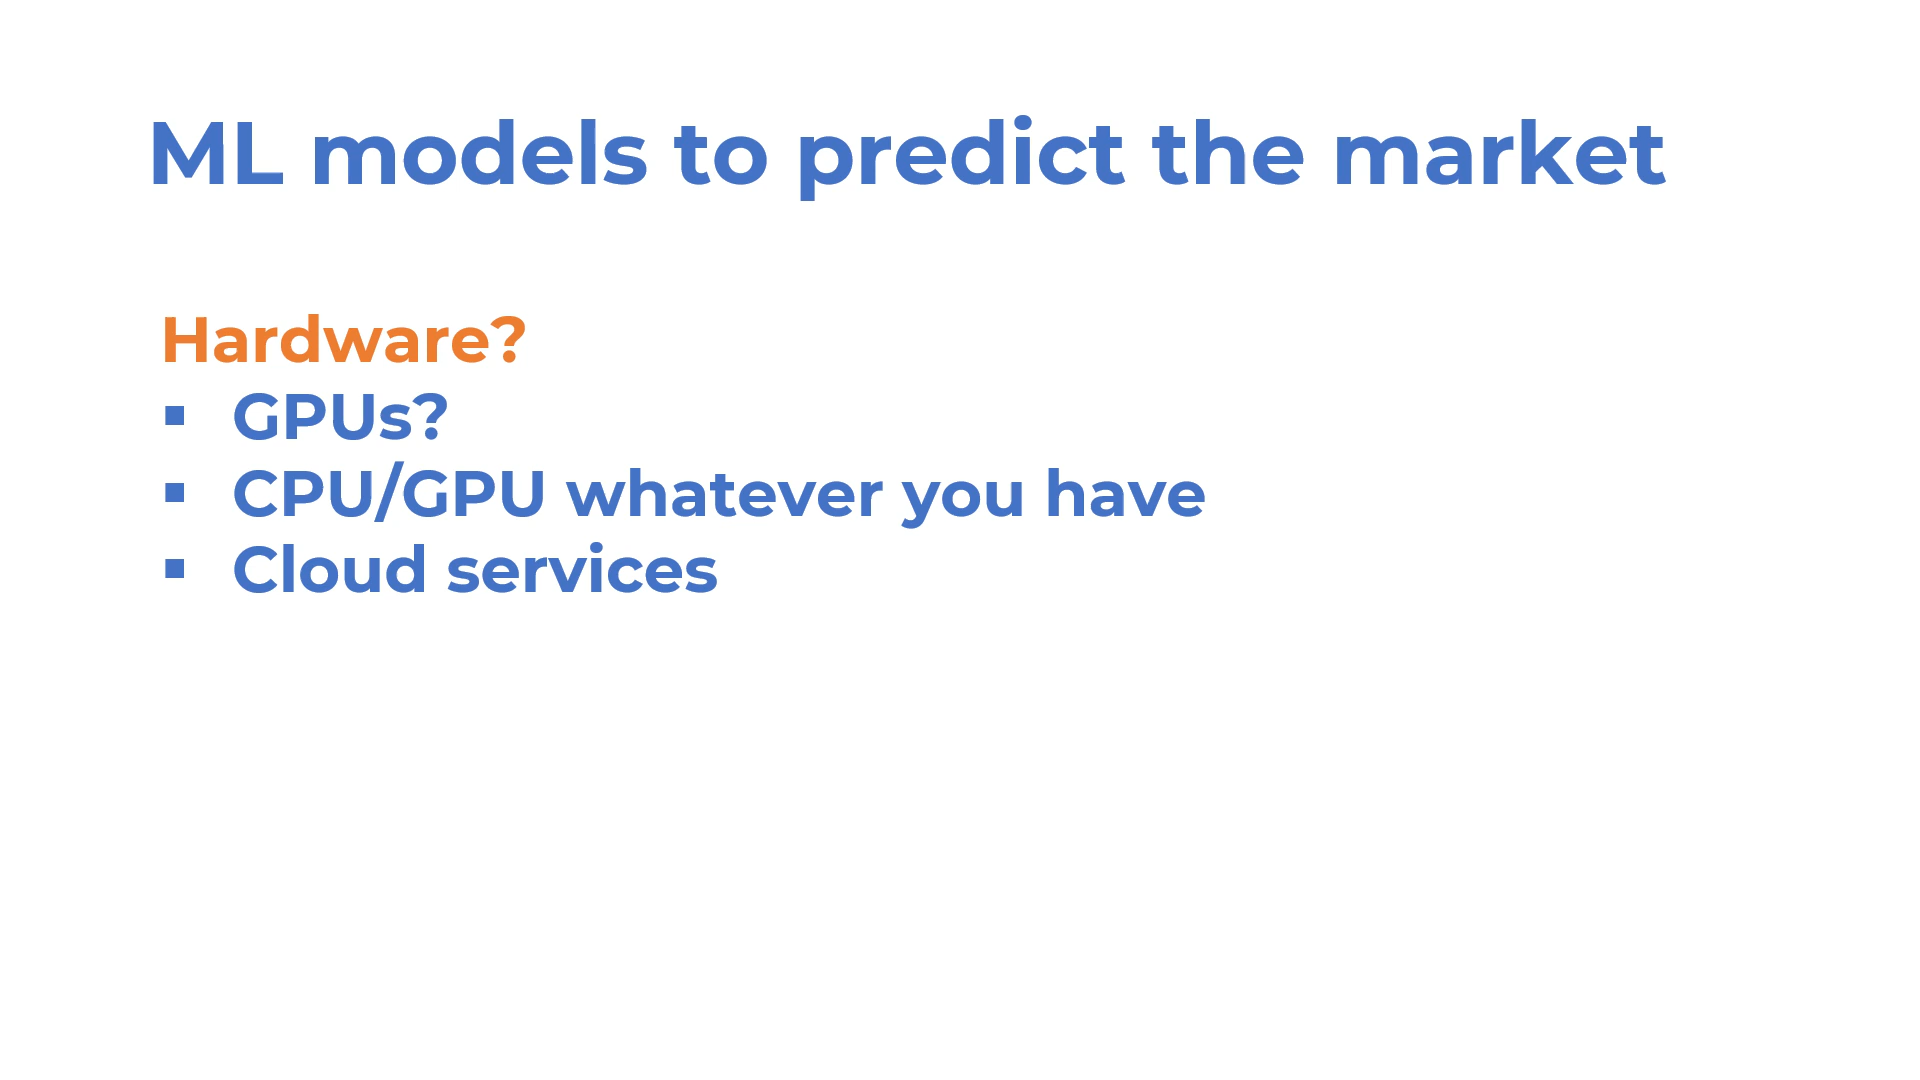 ML models to predict the market
Hardware?
▪ GPUs?
▪ CPU/GPU whatever you have
▪ Cloud services